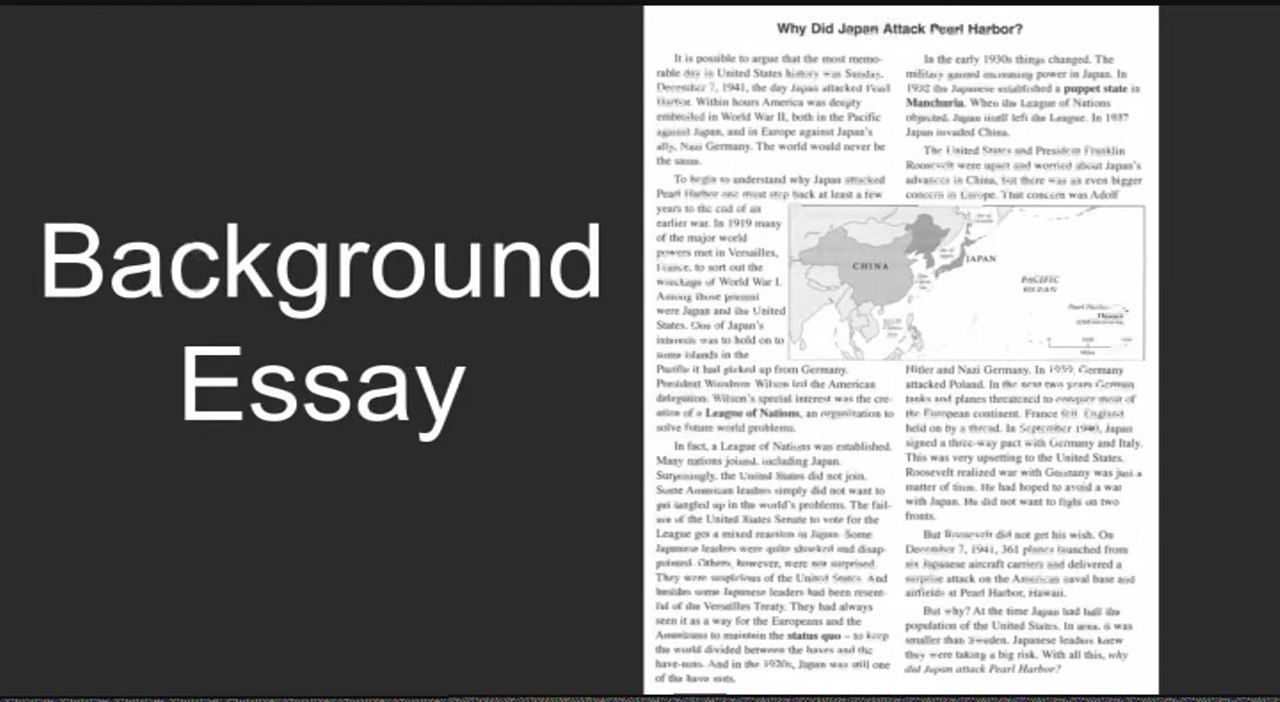 Background
Essay
Why Did Japan Attack Pearl Harbor?
It is possible to argue that the most memo-
rable day in United States history was Sunday,
December 7, 1941, the day Japan attacked Pearl
Harbor. Within hours America was deeply
embroiled in World War II, both in the Pacific
against Japan, and in Europe against Japan's
ally, Nazi Germany. The world would never be
the same.
To begin to understand why Japan attacked
Pearl Harbor one must step back at least a few
years to the end of an
earlier war. In 1919 many
of the major world
powers met in Versailles,
France, to sort out the
wreckage of World War I.
Among those present
were Japan and the United
States. One of Japan's
interests was to hold on to
some islands in the
Pacific it had picked up from Germany.
President Woodrow Wilson led the American
delegation. Wilson's special interest was the cre-
ation of a League of Nations, an organization to
solve future world problems.
In fact, a League of Nations was established.
Many nations joined, including Japan.
Surprisingly, the United States did not join.
Some American leaders simply did not want to
get tangled up in the world's problems. The fail-
ure of the United States Senate to vote for the
League got a mixed reaction in Japan. Some
Japanese leaders were quite shocked and disap-
pointed. Others, however, were not surprised.
They were suspicious of the United States. And
besides some Japanese leaders had been resent-
ful of the Versailles Treaty. They had always
seen it as a way for the Europeans and the
Americans to maintain the status quo – to keep
the world divided between the haves and the
have-nots. And in the 1920s, Japan was still one
of the have nots.
In the early 1930s things changed. The
military gained increasing power in Japan. In
1932 the Japanese established a puppet state in
Manchuria. When the League of Nations
objected, Japan itself left the League. In 1937
Japan invaded China.
The United States and President Franklin
Roosevelt were upset and worried about Japan's
advances in China, but there was an even bigger
concern in Europe. That concern was Adolf
CHINA
JAPAN
PACIFIC
OCEAN
Pearl Harbor
Hawaii
Miles
Hitler and Nazi Germany. In 1939, Germany
attacked Poland. In the next two years German
tanks and planes threatened to conquer most of
the European continent. France fell. England
held on by a thread. In September 1940, Japan
signed a three-way pact with Germany and Italy.
This was very upsetting to the United States.
Roosevelt realized war with Germany was just a
matter of time. He had hoped to avoid a war
with Japan. He did not want to fight on two
fronts.
But Roosevelt did not get his wish. On
December 7, 1941, 361 planes launched from
six Japanese aircraft carriers and delivered a
surprise attack on the American naval base and
airfields at Pearl Harbor, Hawaii.
But why? At the time Japan had half the
population of the United States. In area, it was
smaller than Sweden. Japanese leaders knew
they were taking a big risk. With all this, why
did Japan attack Pearl Harbor?